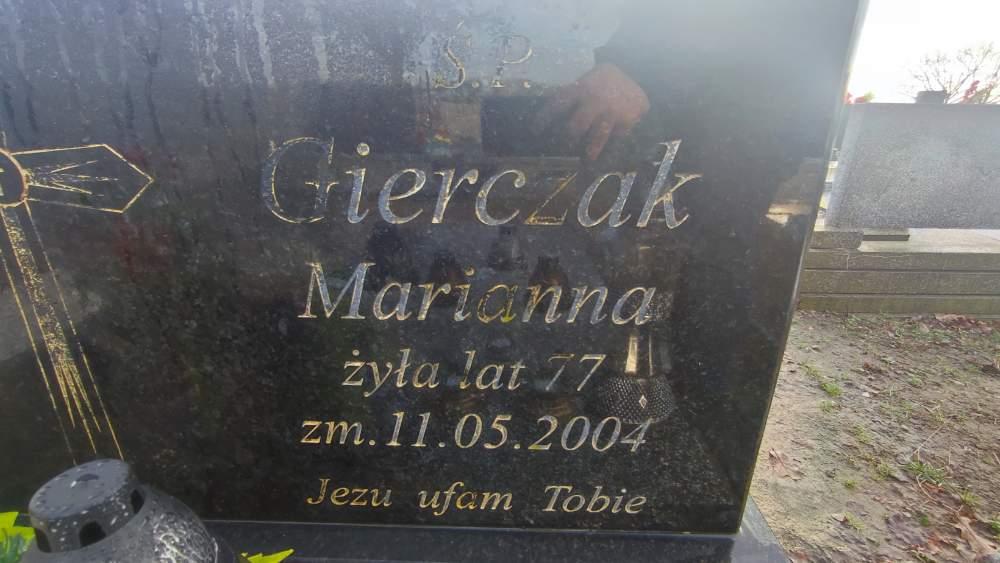 Ś.P.
Gierczak
Marianna
żyła lat 77
zm. 11.05.2004
Jezu ufam Tobie